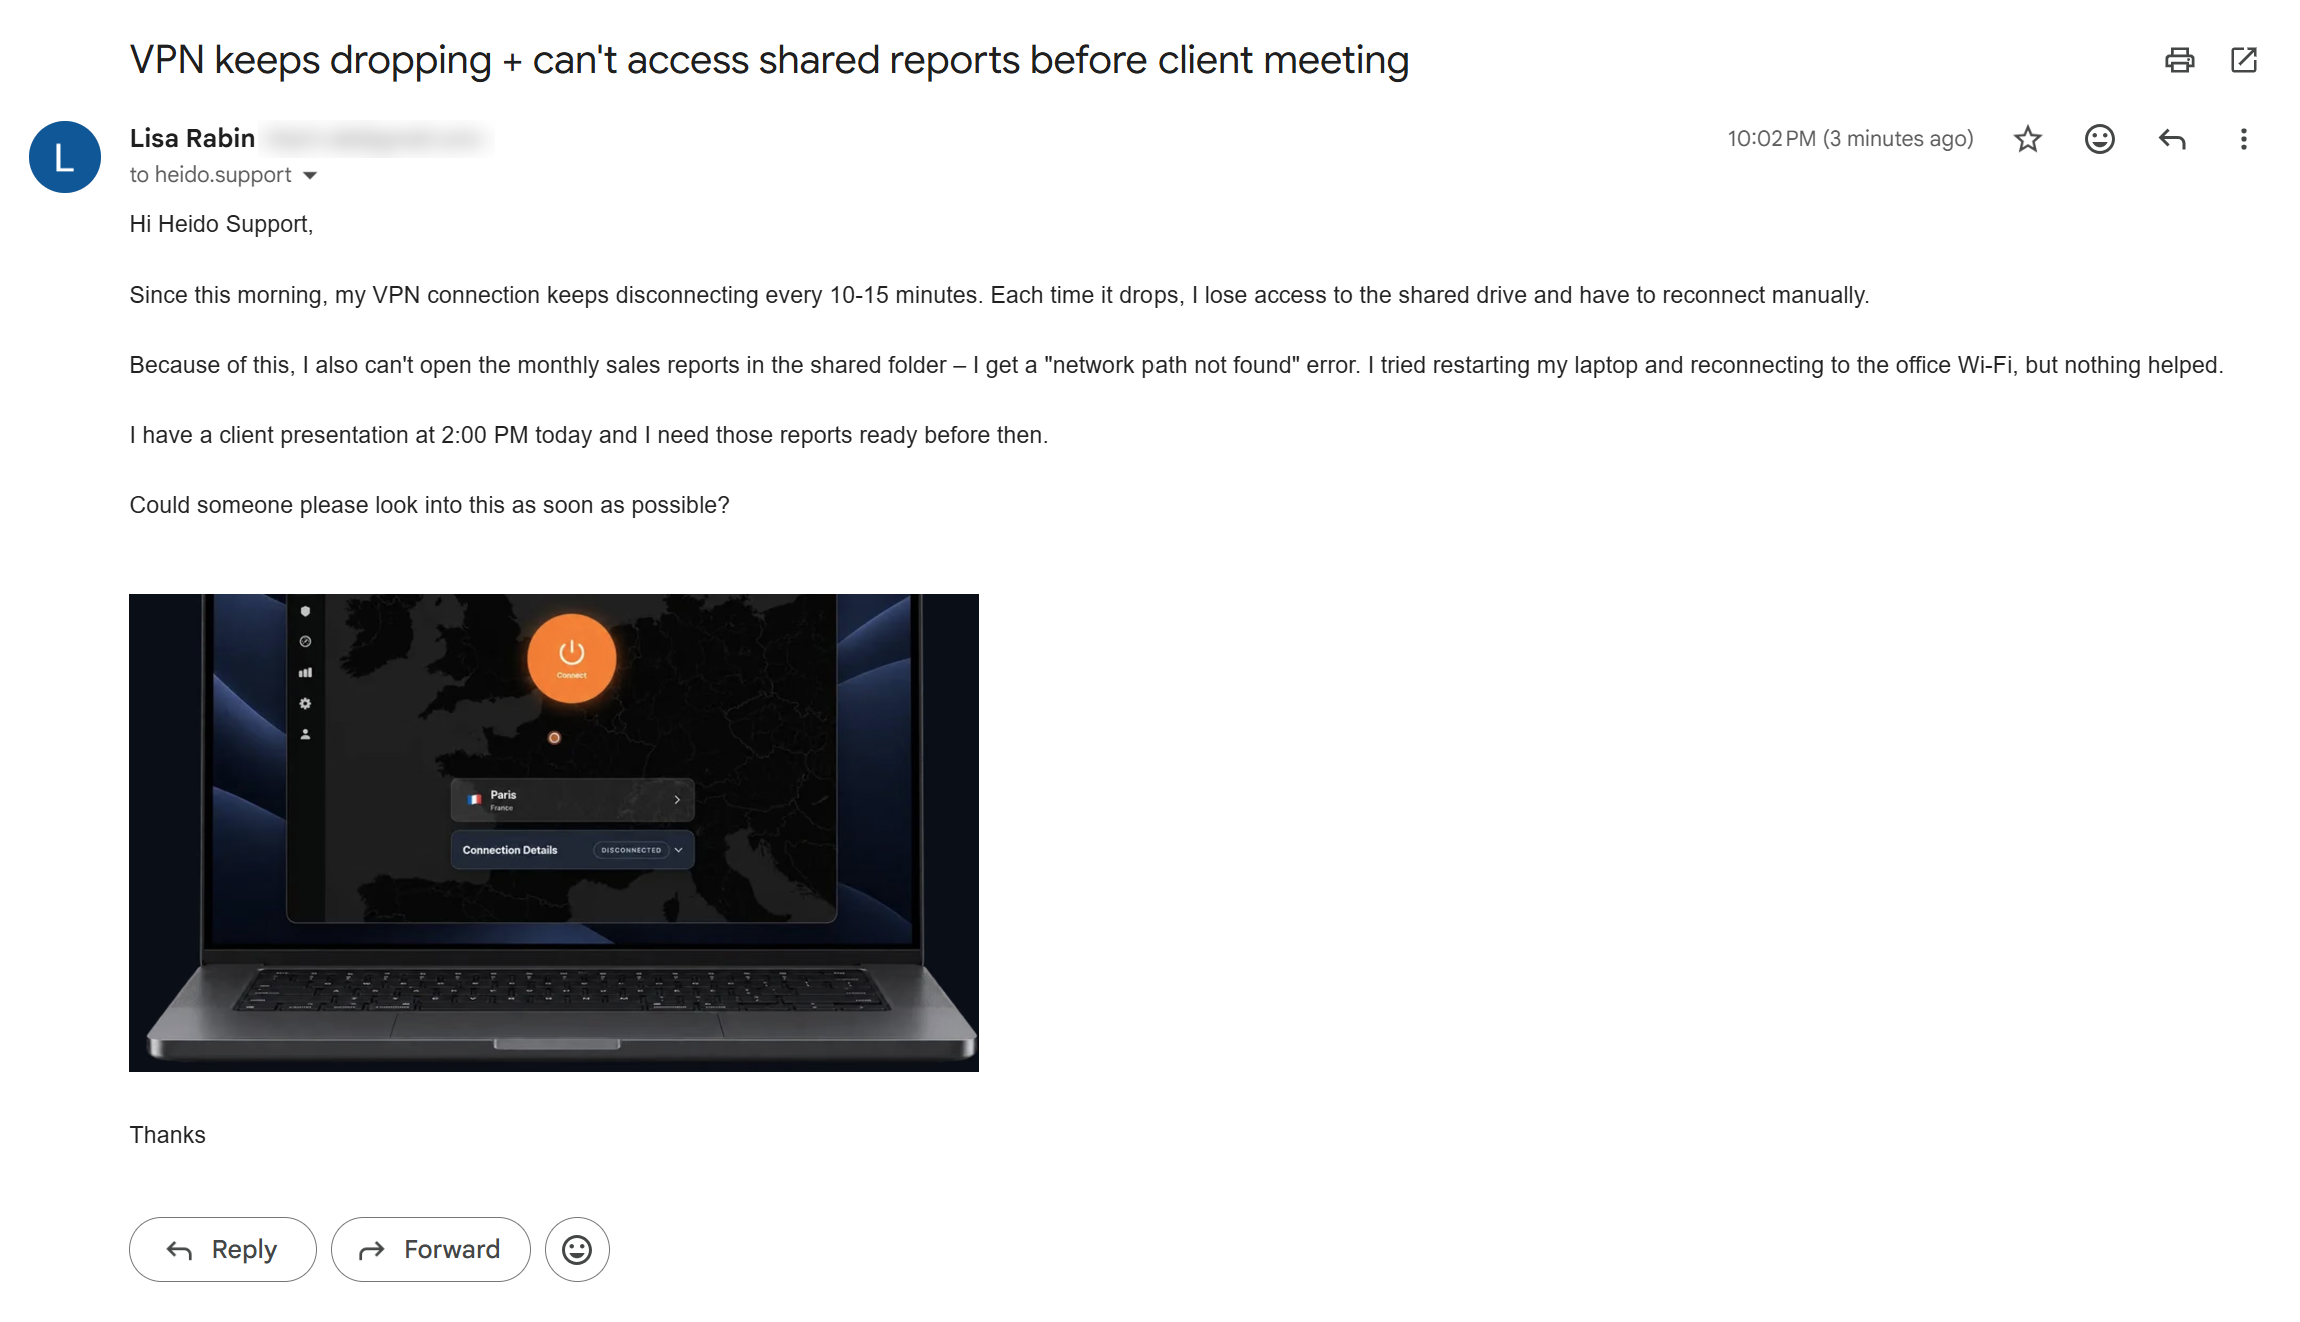 VPN keeps dropping + can't access shared reports before client meeting
L
Lisa Rabin
10:02 PM (3 minutes ago)
to heido.support
Hi Heido Support,
Since this morning, my VPN connection keeps disconnecting every 10-15 minutes. Each time it drops, I lose access to the shared drive and have to reconnect manually.
Because of this, I also can't open the monthly sales reports in the shared folder – I get a "network path not found" error. I tried restarting my laptop and reconnecting to the office Wi-Fi, but nothing helped.
I have a client presentation at 2:00 PM today and I need those reports ready before then.
Could someone please look into this as soon as possible?
Connect
Paris
France
Connection Details
DISCONNECTED
Thanks
Reply
Forward